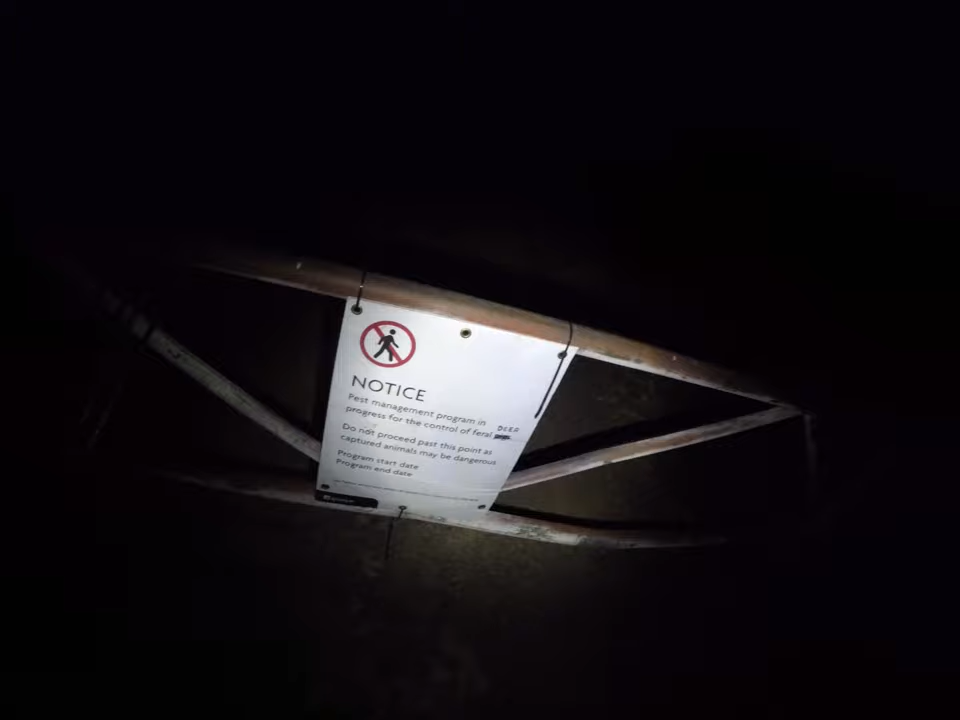 NOTICE
Pest management program in
progress for the control of feral DEER
Do not proceed past this point as
captured animals may be dangerous
Program start date
Program end date